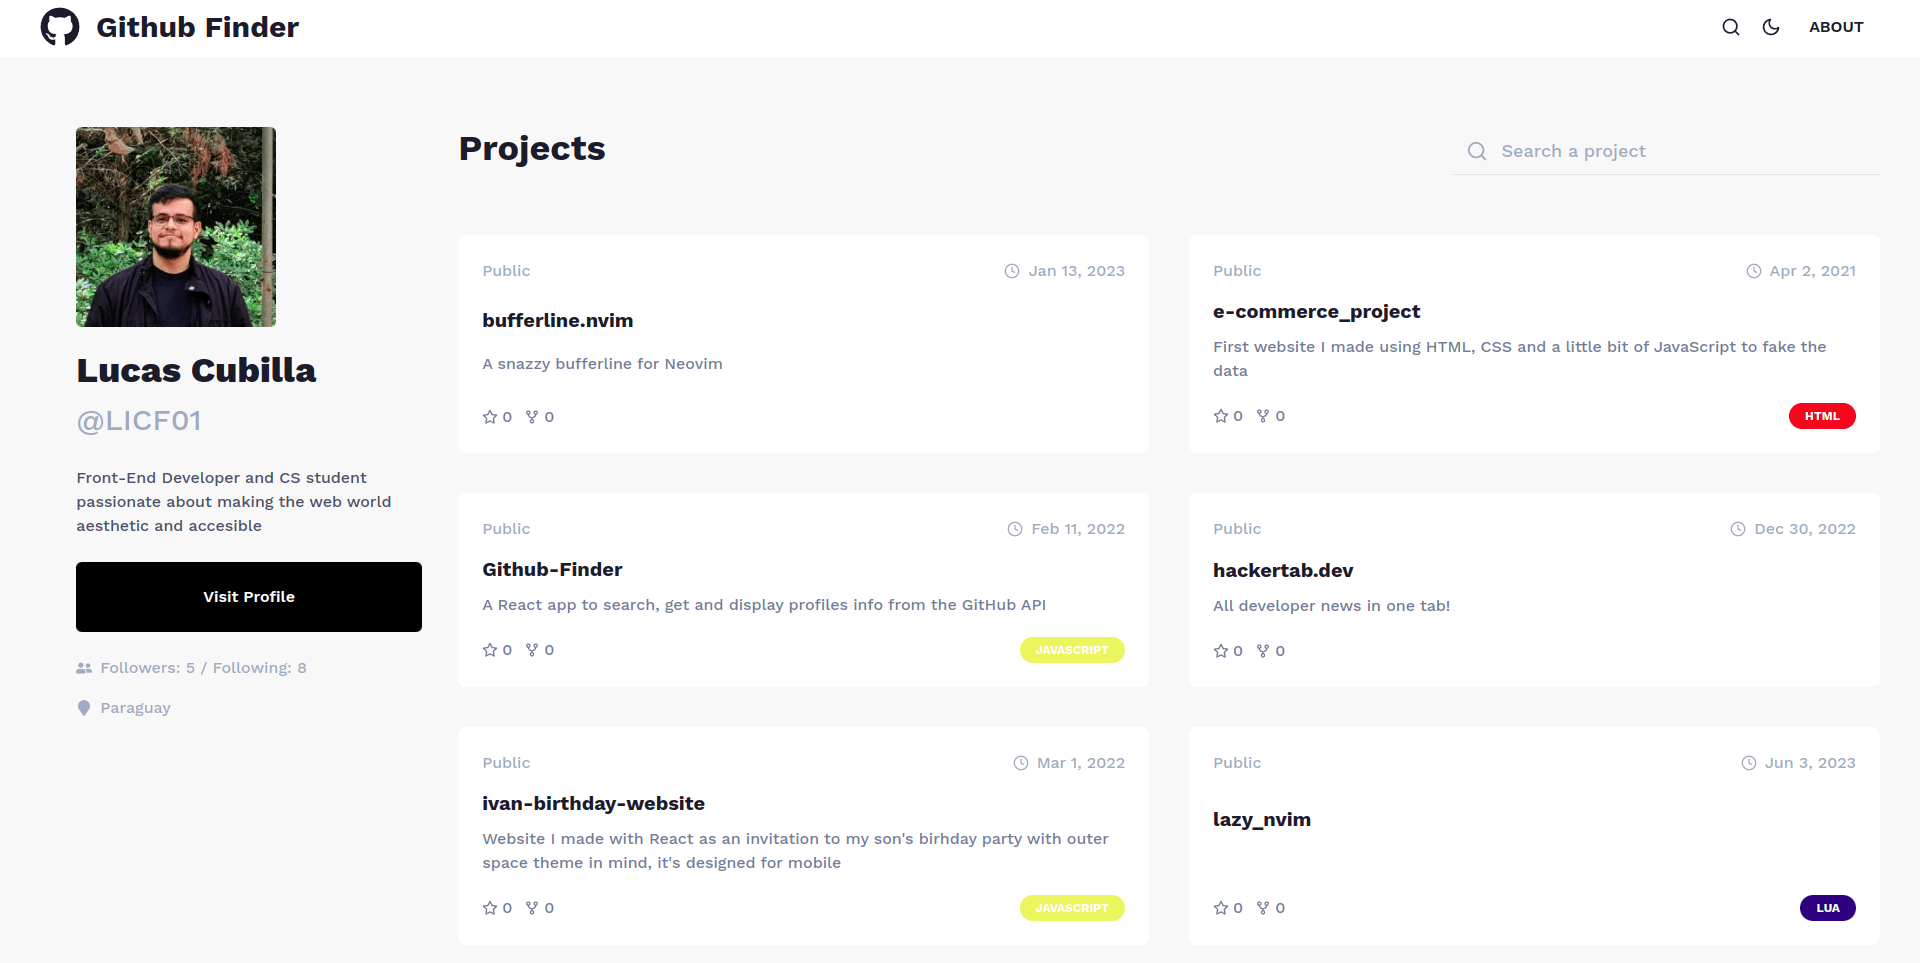 Github Finder
ABOUT
Lucas Cubilla
@LICF01
Front-End Developer and CS student
passionate about making the web world
aesthetic and accesible
Visit Profile
Followers: 5 / Following: 8
Paraguay
Projects
Search a project
Public
Jan 13, 2023
bufferline.nvim
A snazzy bufferline for Neovim
0 0
Public
Apr 2, 2021
e-commerce_project
First website I made using HTML, CSS and a little bit of JavaScript to fake the
data
0 0
HTML
Public
Feb 11, 2022
Github-Finder
A React app to search, get and display profiles info from the GitHub API
0 0
JAVASCRIPT
Public
Dec 30, 2022
hackertab.dev
All developer news in one tab!
0 0
Public
Mar 1, 2022
ivan-birthday-website
Website I made with React as an invitation to my son's birhday party with outer
space theme in mind, it's designed for mobile
0 0
JAVASCRIPT
Public
Jun 3, 2023
lazy_nvim
0 0
LUA